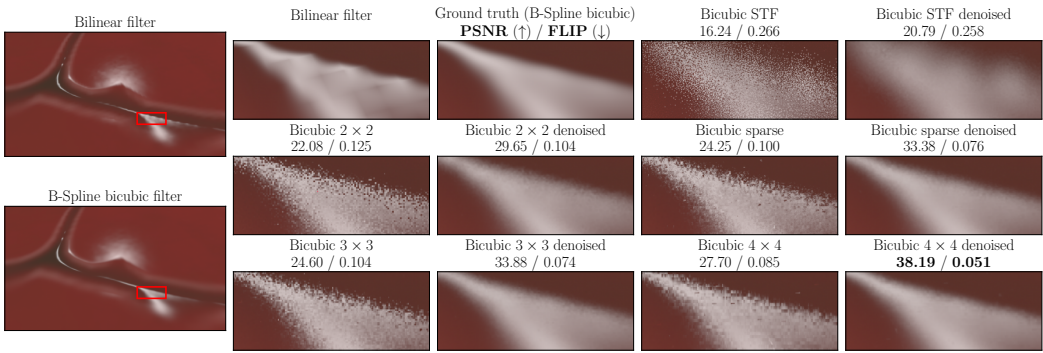 Bilinear filter
B-Spline bicubic filter
Bilinear filter
Ground truth (B-Spline bicubic)
PSNR (↑) / FLIP (↓)
Bicubic STF
16.24 / 0.266
Bicubic STF denoised
20.79 / 0.258
Bicubic 2 × 2
22.08 / 0.125
Bicubic 2 × 2 denoised
29.65 / 0.104
Bicubic sparse
24.25 / 0.100
Bicubic sparse denoised
33.38 / 0.076
Bicubic 3 × 3
24.60 / 0.104
Bicubic 3 × 3 denoised
33.88 / 0.074
Bicubic 4 × 4
27.70 / 0.085
Bicubic 4 × 4 denoised
38.19 / 0.051